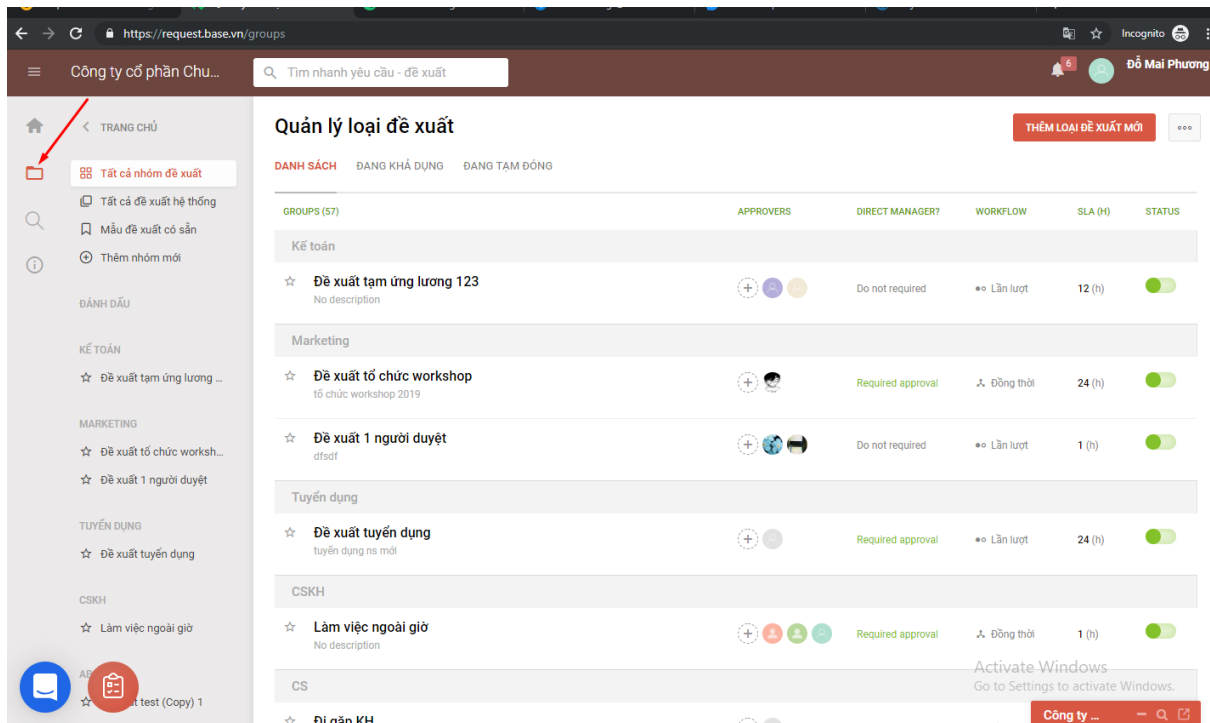 https://request.base.vn/groups
Incognito
Công ty cổ phần Chu...
Tìm nhanh yêu cầu - đề xuất
6
Đỗ Mai Phương
TRANG CHỦ
Tất cả nhóm đề xuất
Tất cả đề xuất hệ thống
Mẫu đề xuất có sẵn
Thêm nhóm mới
ĐÁNH DẤU
KẾ TOÁN
Đề xuất tạm ứng lương ...
MARKETING
Đề xuất tổ chức worksh...
Đề xuất 1 người duyệt
TUYỂN DỤNG
Đề xuất tuyển dụng
CSKH
Làm việc ngoài giờ
test (Copy) 1
Quản lý loại đề xuất
THÊM LOẠI ĐỀ XUẤT MỚI
DANH SÁCH ĐANG KHẢ DỤNG ĐANG TẠM ĐÓNG
GROUPS (57) APPROVERS DIRECT MANAGER? WORKFLOW SLA (H) STATUS
Kế toán
Đề xuất tạm ứng lương 123
No description
Do not required Lần lượt 12 (h)
Marketing
Đề xuất tổ chức workshop
tổ chức workshop 2019
Required approval Đồng thời 24 (h)
Đề xuất 1 người duyệt
dfsdf
Do not required Lần lượt 1 (h)
Tuyển dụng
Đề xuất tuyển dụng
tuyển dụng ns mới
Required approval Lần lượt 24 (h)
CSKH
Làm việc ngoài giờ
No description
Required approval Đồng thời 1 (h)
CS
Đi gặp KH
Activate Windows
Go to Settings to activate Windows.
Công ty ...